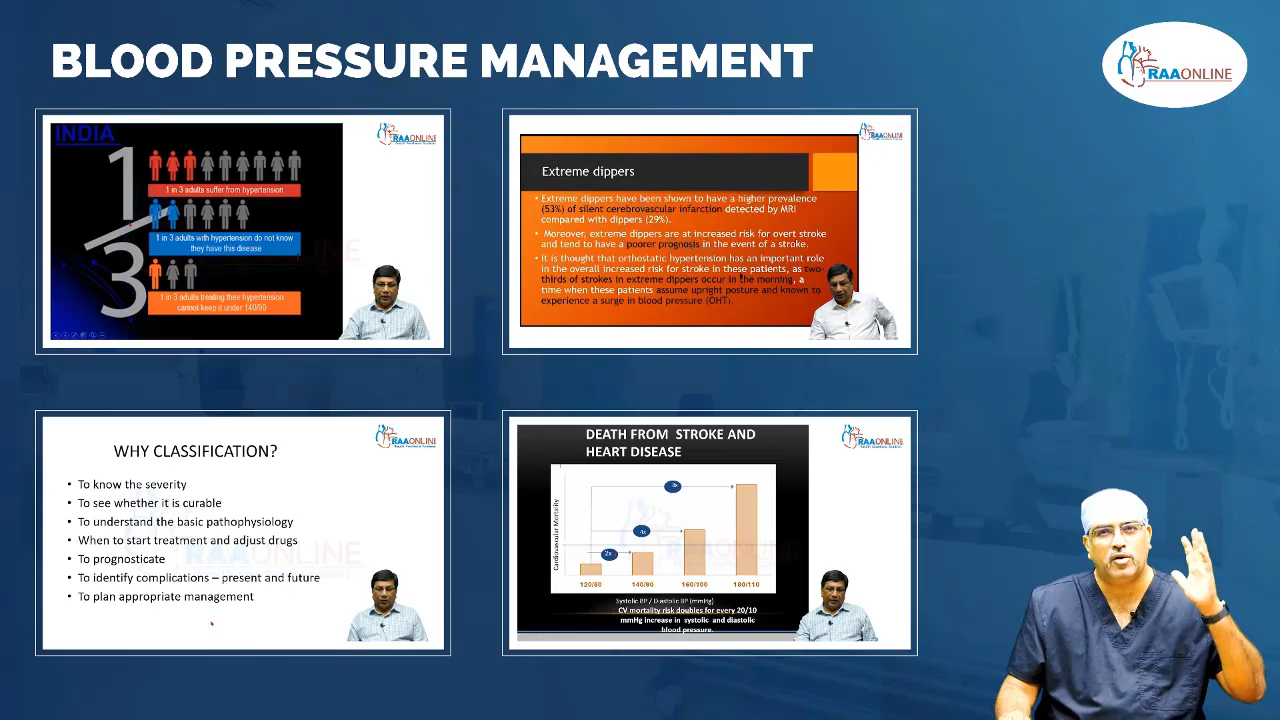 BLOOD PRESSURE MANAGEMENT
RAAONLINE
INDIA
1
3
1 in 3 adults suffer from hypertension
1 in 3 adults with hypertension do not know
they have this disease
1 in 3 adults treating their hypertension
cannot keep it under 140/90
RAAONLINE
Extreme dippers
• Extreme dippers have been shown to have a higher prevalence
(53%) of silent cerebrovascular infarction detected by MRI
compared with dippers (29%).
• Moreover, extreme dippers are at increased risk for overt stroke
and tend to have a poorer prognosis in the event of a stroke.
• It is thought that orthostatic hypertension has an important role
in the overall increased risk for stroke in these patients, as two-
thirds of strokes in extreme dippers occur in the morning, a
time when these patients assume upright posture and known to
experience a surge in blood pressure (OHT).
RAAONLINE
WHY CLASSIFICATION?
• To know the severity
• To see whether it is curable
• To understand the basic pathophysiology
• When to start treatment and adjust drugs
• To prognosticate
• To identify complications – present and future
• To plan appropriate management
RAAONLINE
RAAONLINE
DEATH FROM STROKE AND
HEART DISEASE
Cardiovascular Mortality
2x
4x
120/80
140/90
160/100
180/110
Systolic BP / Diastolic BP (mmHg)
CV mortality risk doubles for every 20/10
mmHg increase in systolic and diastolic
blood pressure.
RAAONLINE